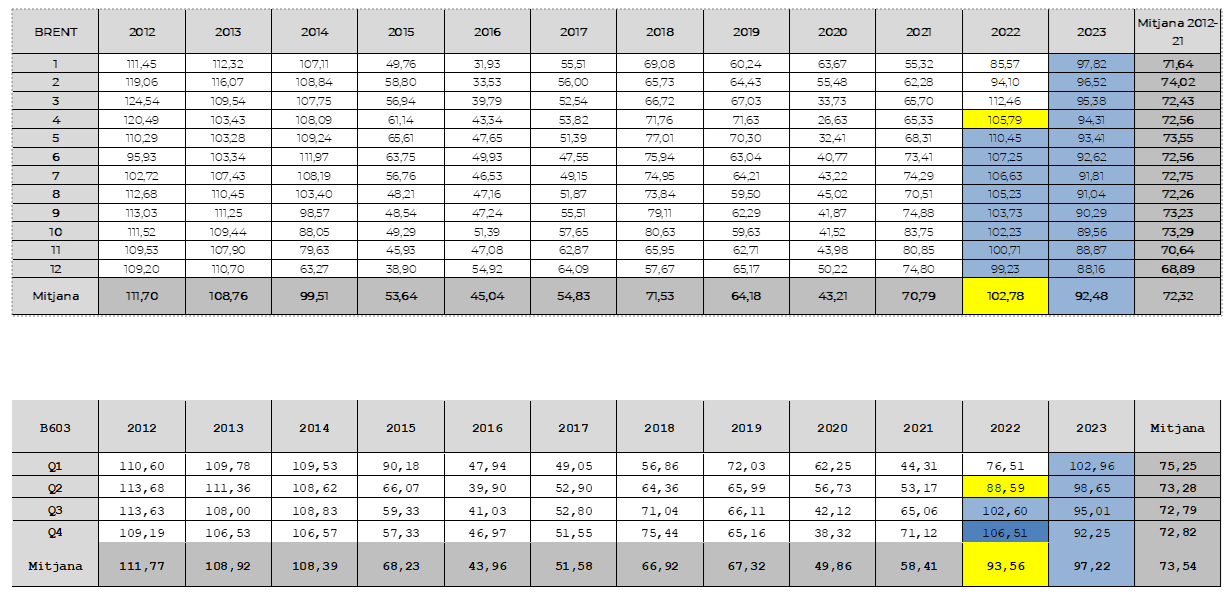 BRENT 2012 2013 2014 2015 2016 2017 2018 2019 2020 2021 2022 2023 Mitjana 2012-21
1 111,45 112,32 107,11 49,76 31,93 55,51 69,08 60,24 63,67 55,32 85,57 97,82 71,64
2 119,06 116,07 108,84 58,80 33,53 56,00 65,73 64,43 55,48 62,28 94,10 96,52 74,02
3 124,54 109,54 107,75 56,94 39,79 52,54 66,72 67,03 33,73 65,70 112,46 95,38 72,43
4 120,49 103,43 108,09 61,14 43,34 53,82 71,76 71,63 26,63 65,33 105,79 94,31 72,56
5 110,29 103,28 109,24 65,61 47,65 51,39 77,01 70,30 32,41 68,31 110,45 93,41 73,55
6 95,93 103,34 111,97 63,75 49,93 47,55 75,94 63,04 40,77 73,41 107,25 92,62 72,56
7 102,72 107,43 108,19 56,76 46,53 49,15 74,95 64,21 43,22 74,29 106,63 91,81 72,75
8 112,68 110,45 103,40 48,21 47,16 51,87 73,84 59,50 45,02 70,51 105,23 91,04 72,26
9 113,03 111,25 98,57 48,54 47,24 55,51 79,11 62,29 41,87 74,88 103,73 90,29 73,23
10 111,52 109,44 88,05 49,29 51,39 57,65 80,63 59,63 41,52 83,75 102,23 89,56 73,29
11 109,53 107,90 79,63 45,93 47,08 62,87 65,95 62,71 43,98 80,85 100,71 88,87 70,64
12 109,20 110,70 63,27 38,90 54,92 64,09 57,67 65,17 50,22 74,80 99,23 88,16 68,89
Mitjana 111,70 108,76 99,51 53,64 45,04 54,83 71,53 64,18 43,21 70,79 102,78 92,48 72,32
B603 2012 2013 2014 2015 2016 2017 2018 2019 2020 2021 2022 2023 Mitjana
Q1 110,60 109,78 109,53 90,18 47,94 49,05 56,86 72,03 62,25 44,31 76,51 102,96 75,25
Q2 113,68 111,36 108,62 66,07 39,90 52,90 64,36 65,99 56,73 53,17 88,59 98,65 73,28
Q3 113,63 108,00 108,83 59,33 41,03 52,80 71,04 66,11 42,12 65,06 102,60 95,01 72,79
Q4 109,19 106,53 106,57 57,33 46,97 51,55 75,44 65,16 38,32 71,12 106,51 92,25 72,82
Mitjana 111,77 108,92 108,39 68,23 43,96 51,58 66,92 67,32 49,86 58,41 93,56 97,22 73,54